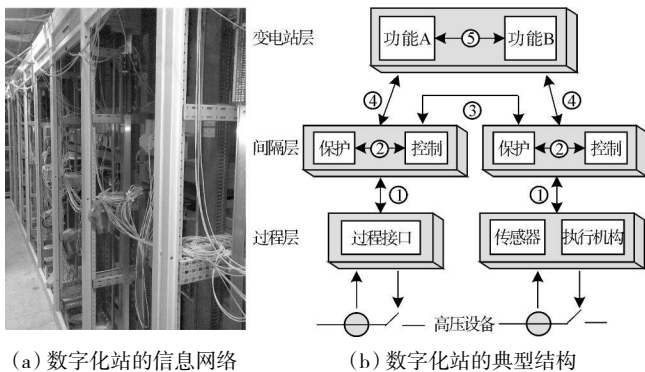 变电站层
功能A
⑤
功能B
④
④
③
间隔层
保护
②
控制
保护
②
控制
①
①
过程层
过程接口
传感器
执行机构
高压设备
(a) 数字化站的信息网络
(b) 数字化站的典型结构